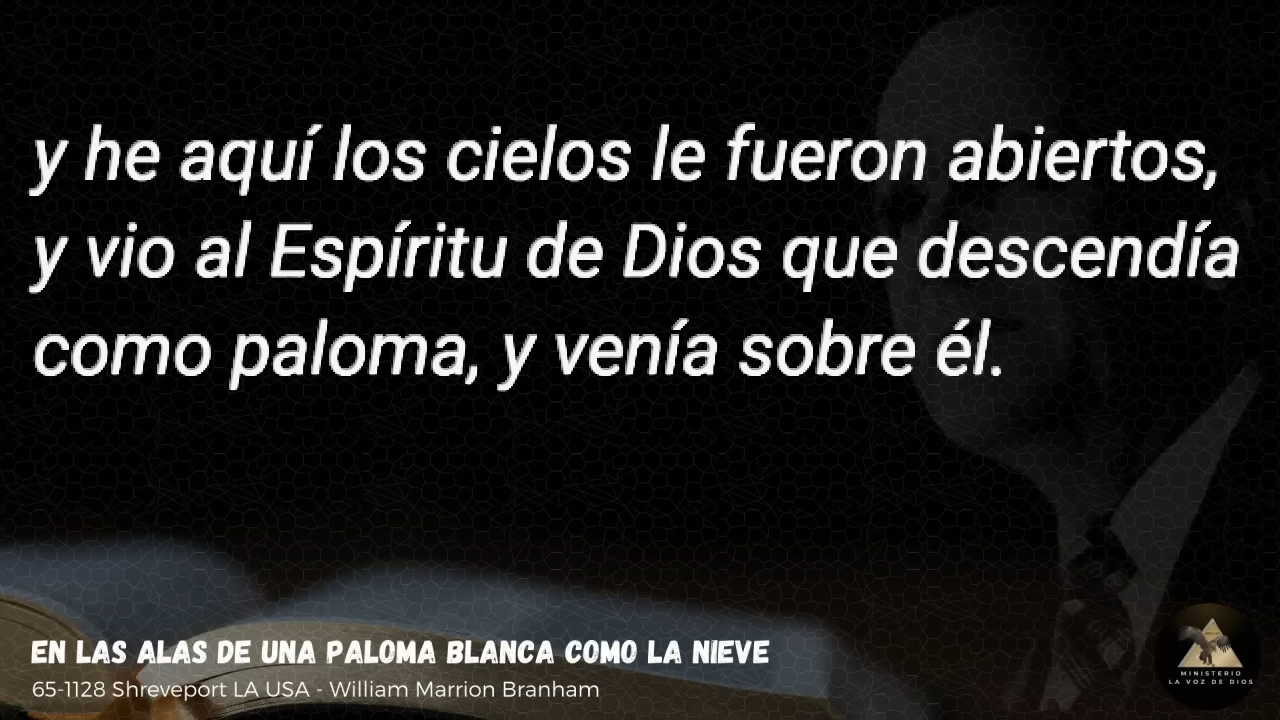 y he aquí los cielos le fueron abiertos,
y vio al Espíritu de Dios que descendía
como paloma, y venía sobre él.
EN LAS ALAS DE UNA PALOMA BLANCA COMO LA NIEVE
65-1128 Shreveport LA USA - William Marrion Branham
MINISTERIO
LA VOZ DE DIOS